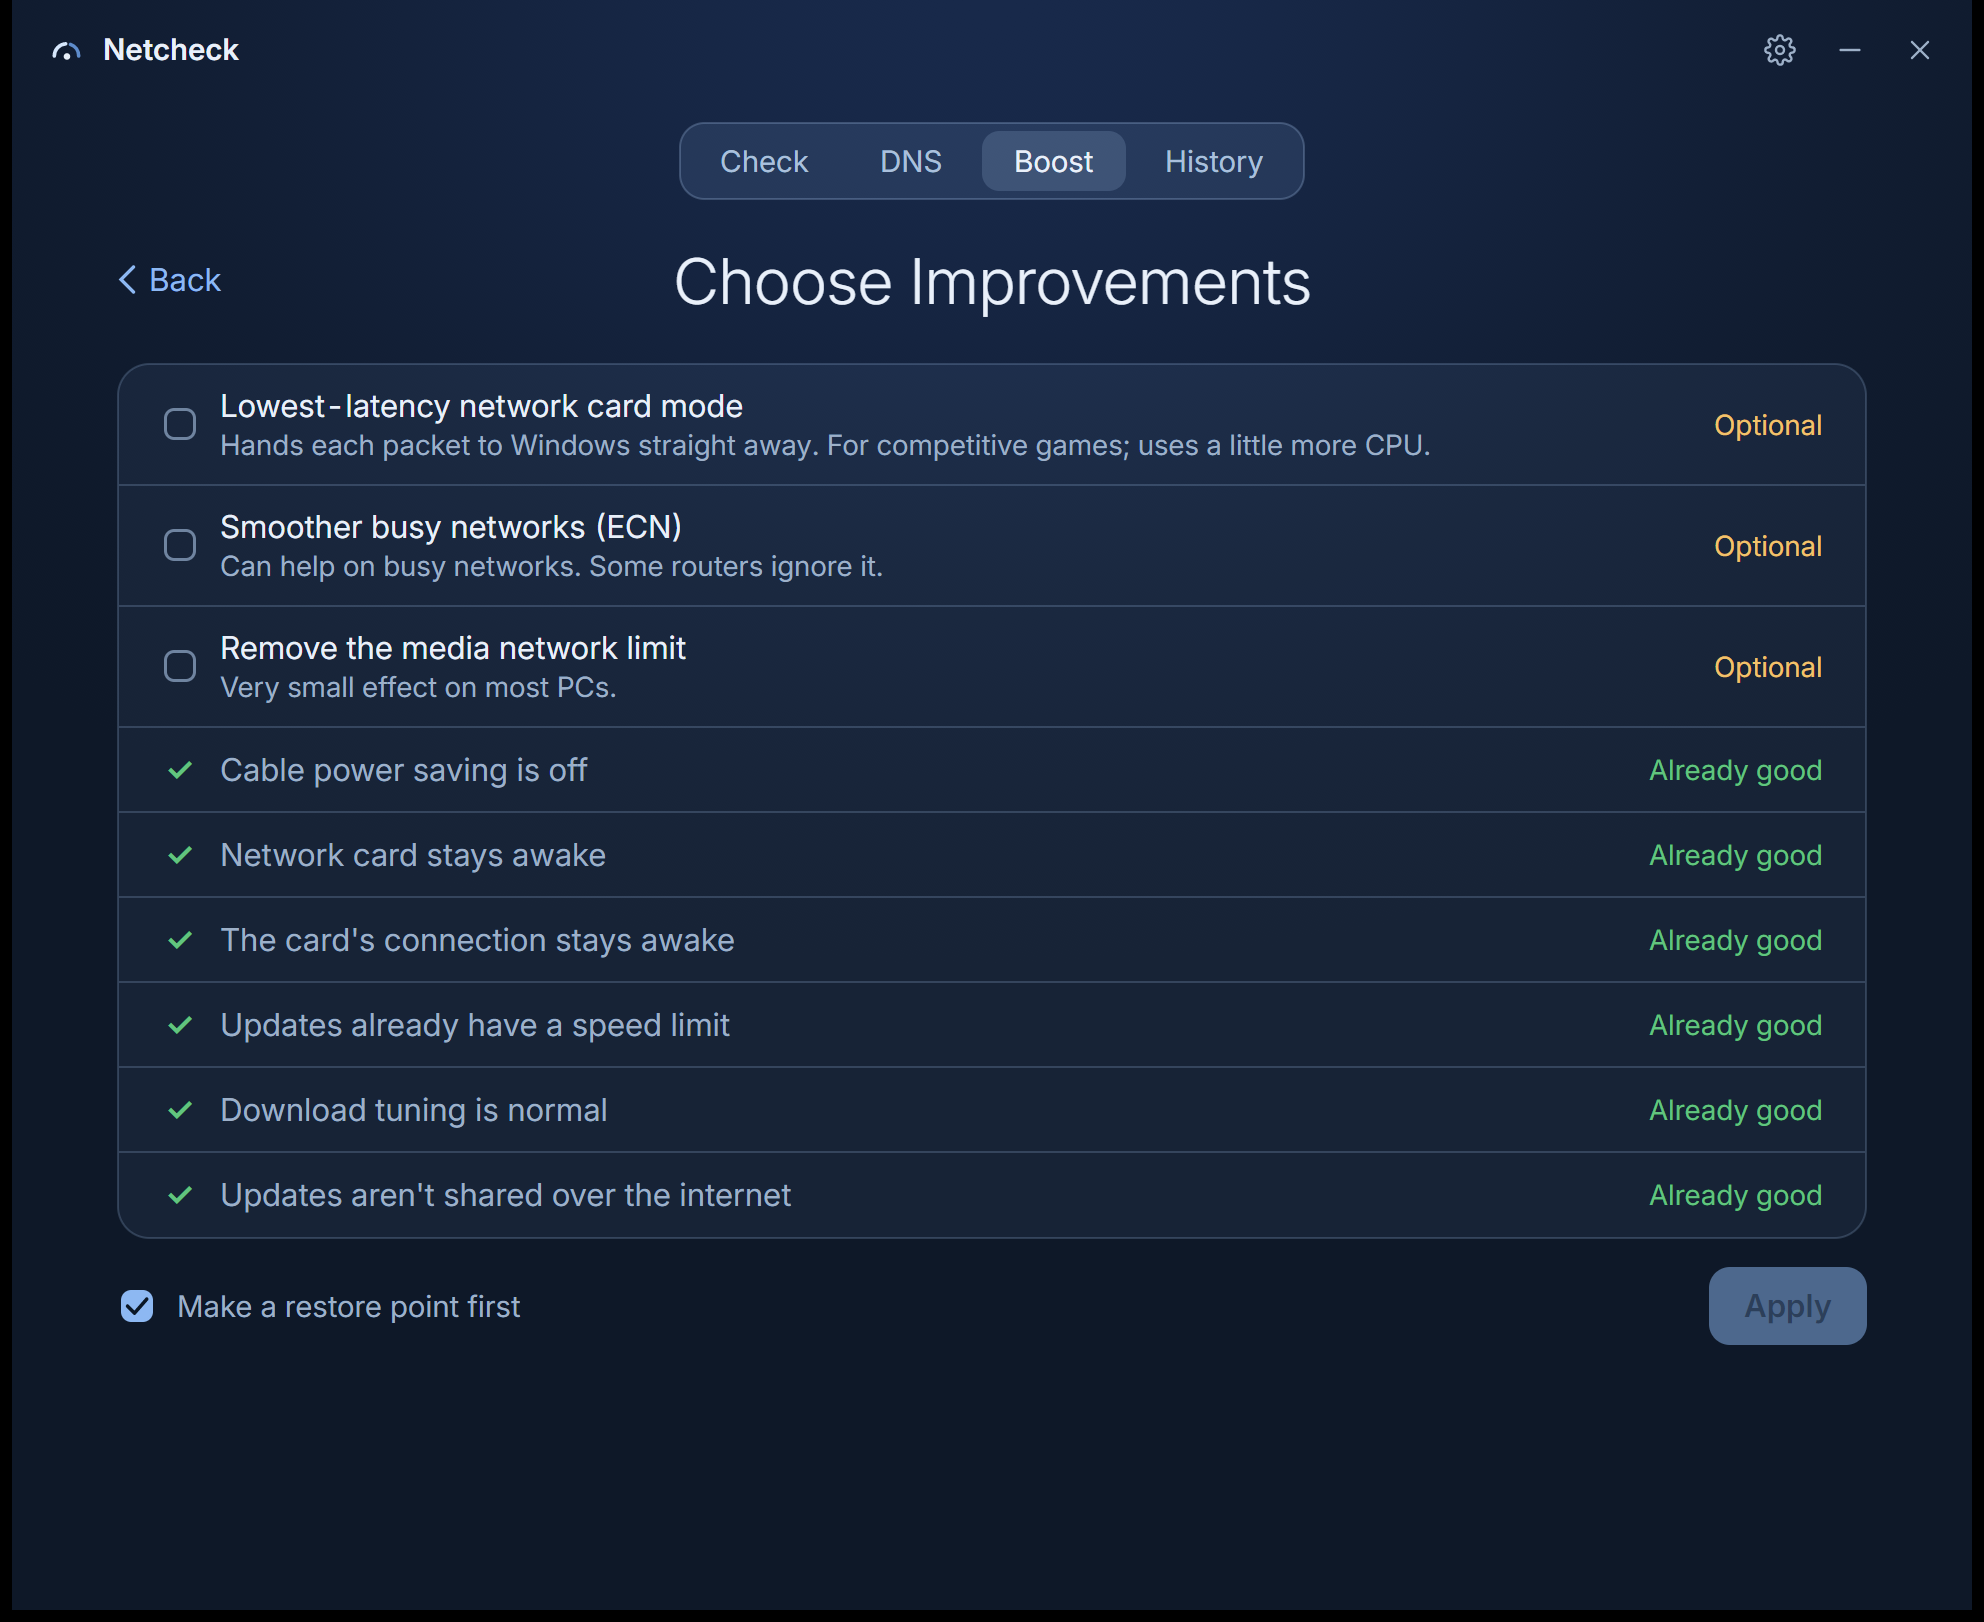 Netcheck
Check
DNS
Boost
History
Back
Choose Improvements
Lowest-latency network card mode
Hands each packet to Windows straight away. For competitive games; uses a little more CPU.
Optional
Smoother busy networks (ECN)
Can help on busy networks. Some routers ignore it.
Optional
Remove the media network limit
Very small effect on most PCs.
Optional
Cable power saving is off
Already good
Network card stays awake
Already good
The card's connection stays awake
Already good
Updates already have a speed limit
Already good
Download tuning is normal
Already good
Updates aren't shared over the internet
Already good
Make a restore point first
Apply